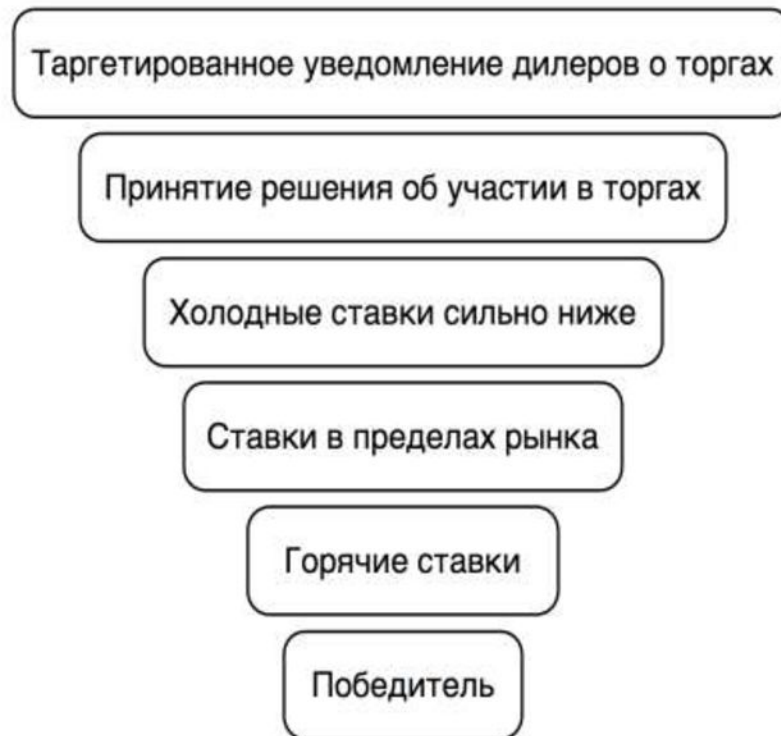 Таргетированное уведомление дилеров о торгах
Принятие решения об участии в торгах
Холодные ставки сильно ниже
Ставки в пределах рынка
Горячие ставки
Победитель